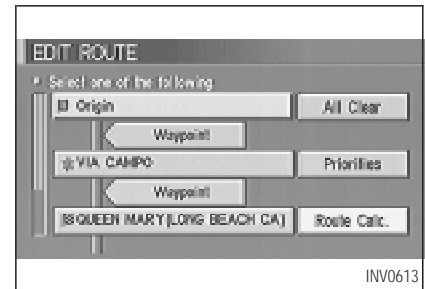 EDIT ROUTE
Select one of the following
Origin All Clear
Waypoint
VIA CAMPO Priorities
Waypoint
QUEEN MARY(LONG BEACH CA) Route Calc.
INV0613